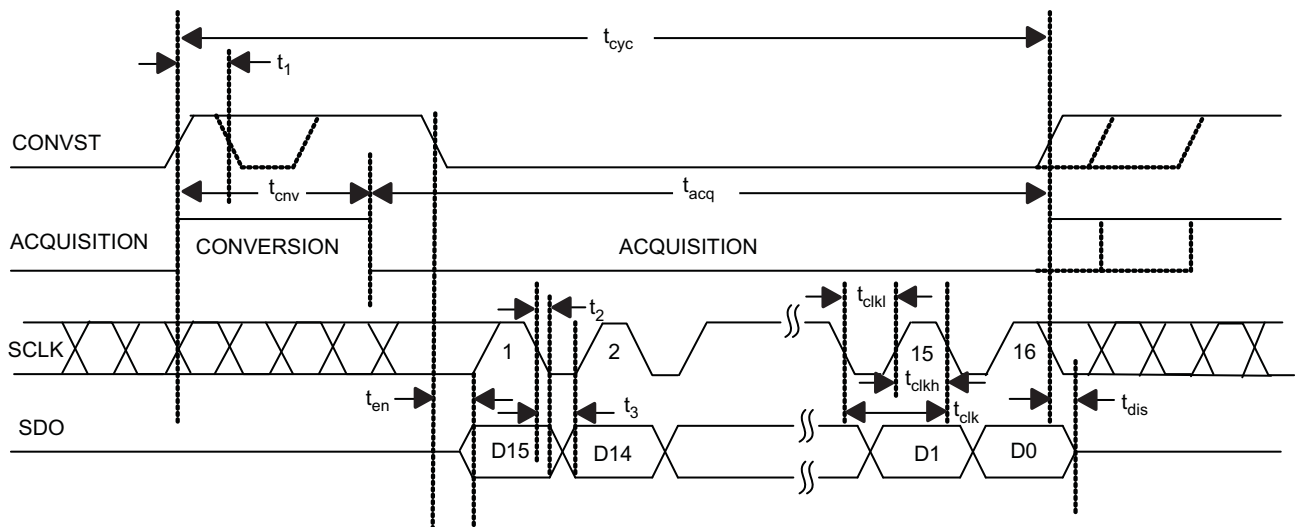 t_cyc
t_1
CONVST
t_cnv
t_acq
ACQUISITION
CONVERSION
ACQUISITION
t_2
t_clkl
SCLK
1
2
15
16
t_clkh
t_en
t_3
t_clk
t_dis
SDO
D15
D14
D1
D0